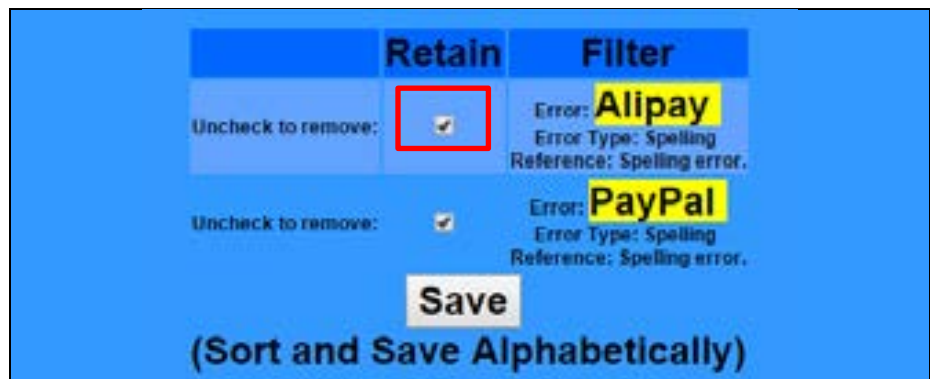 Retain Filter
Uncheck to remove:
Error: Alipay
Error Type: Spelling
Reference: Spelling error.
Uncheck to remove:
Error: PayPal
Error Type: Spelling
Reference: Spelling error.
Save
(Sort and Save Alphabetically)